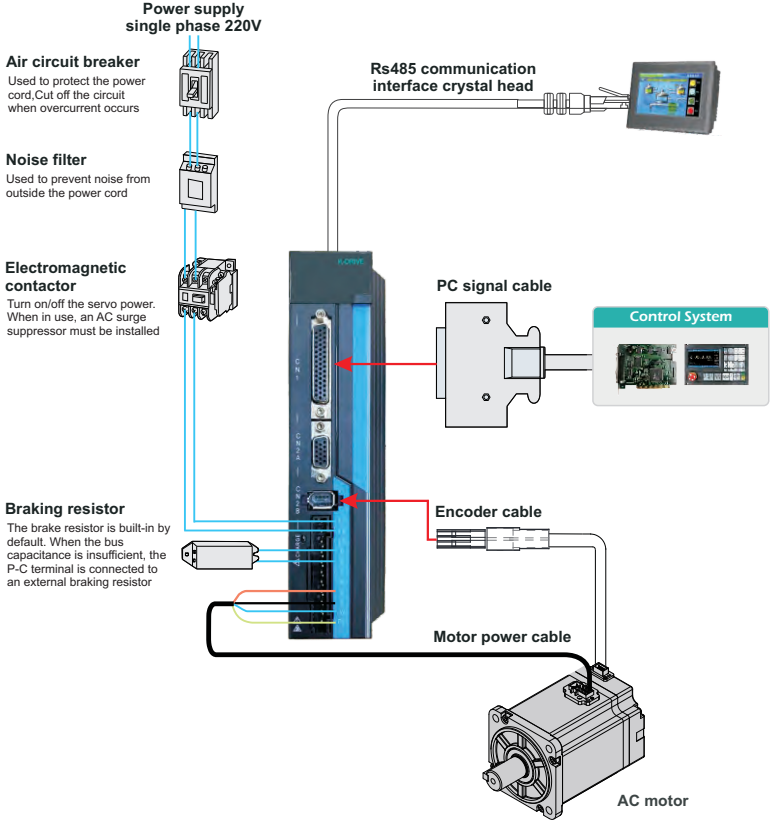 Power supply
single phase 220V
Air circuit breaker
Used to protect the power
cord,Cut off the circuit
when overcurrent occurs
Rs485 communication
interface crystal head
Noise filter
Used to prevent noise from
outside the power cord
Electromagnetic
contactor
Turn on/off the servo power.
When in use, an AC surge
suppressor must be installed
PC signal cable
Control System
CN1
CN2A
CN2B
CHARGE
Braking resistor
The brake resistor is built-in by
default. When the bus
capacitance is insufficient, the
P-C terminal is connected to
an external braking resistor
Encoder cable
Motor power cable
AC motor